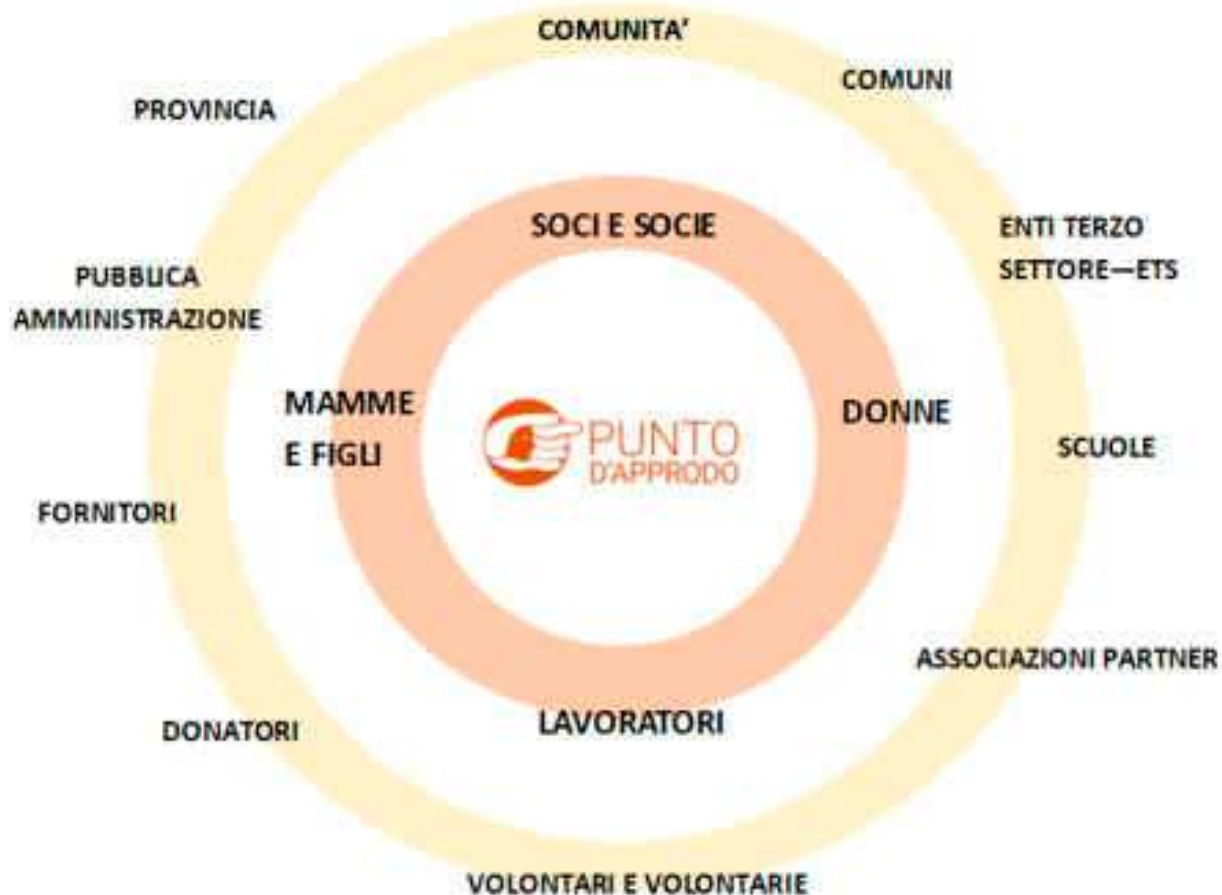 COMUNITA'
COMUNI
PROVINCIA
SOCI E SOCIE
ENTI TERZO
SETTORE—ETS
PUBBLICA
AMMINISTRAZIONE
MAMME
E FIGLI
DONNE
PUNTO
D'APPRODO
SCUOLE
FORNITORI
ASSOCIAZIONI PARTNER
LAVORATORI
DONATORI
VOLONTARI E VOLONTARIE